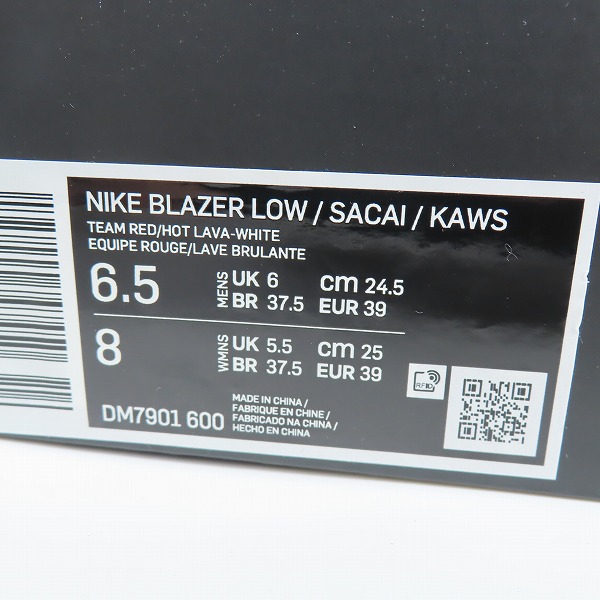 NIKE BLAZER LOW / SACAI / KAWS
TEAM RED/HOT LAVA-WHITE
EQUIPE ROUGE/LAVE BRULANTE
6.5 MENS UK 6 cm 24.5
BR 37.5 EUR 39
8 WMNS UK 5.5 cm 25
BR 37.5 EUR 39
DM7901 600
MADE IN CHINA /
FABRIQUE EN CHINE /
FABRICADO NA CHINA /
HECHO EN CHINA
RFID